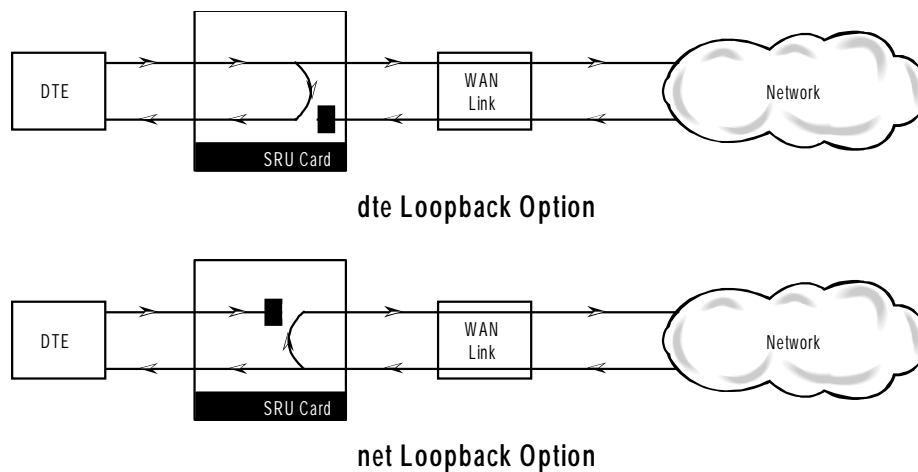 DTE
SRU Card
WAN
Link
Network
dte Loopback Option
DTE
SRU Card
WAN
Link
Network
net Loopback Option